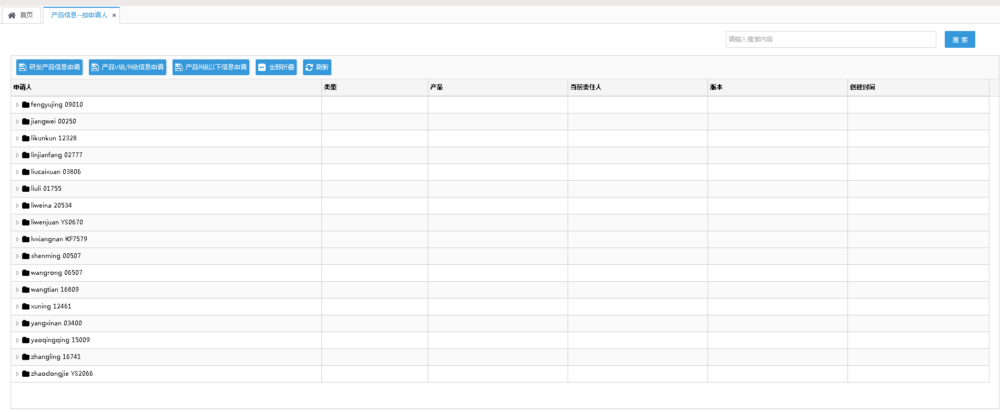 首页 产品信息--按申请人
请输入搜索内容 搜 索
研发产品信息申请 产品V级/R级信息申请 产品R级以下信息申请 全部折叠 刷新
申请人 类型 产品 当前责任人 版本 创建时间
fengyujing 09010
jiangwei 00250
likunkun 12328
linjianfang 02777
liucaixuan 03806
liuli 01755
liweina 20534
liwenjuan YS0670
lvxiangnan KF7579
shenming 00507
wangrong 06507
wangtian 16809
xuning 12461
yangxinan 03400
yaoqingqing 15009
zhangling 16741
zhaodongjie YS2066